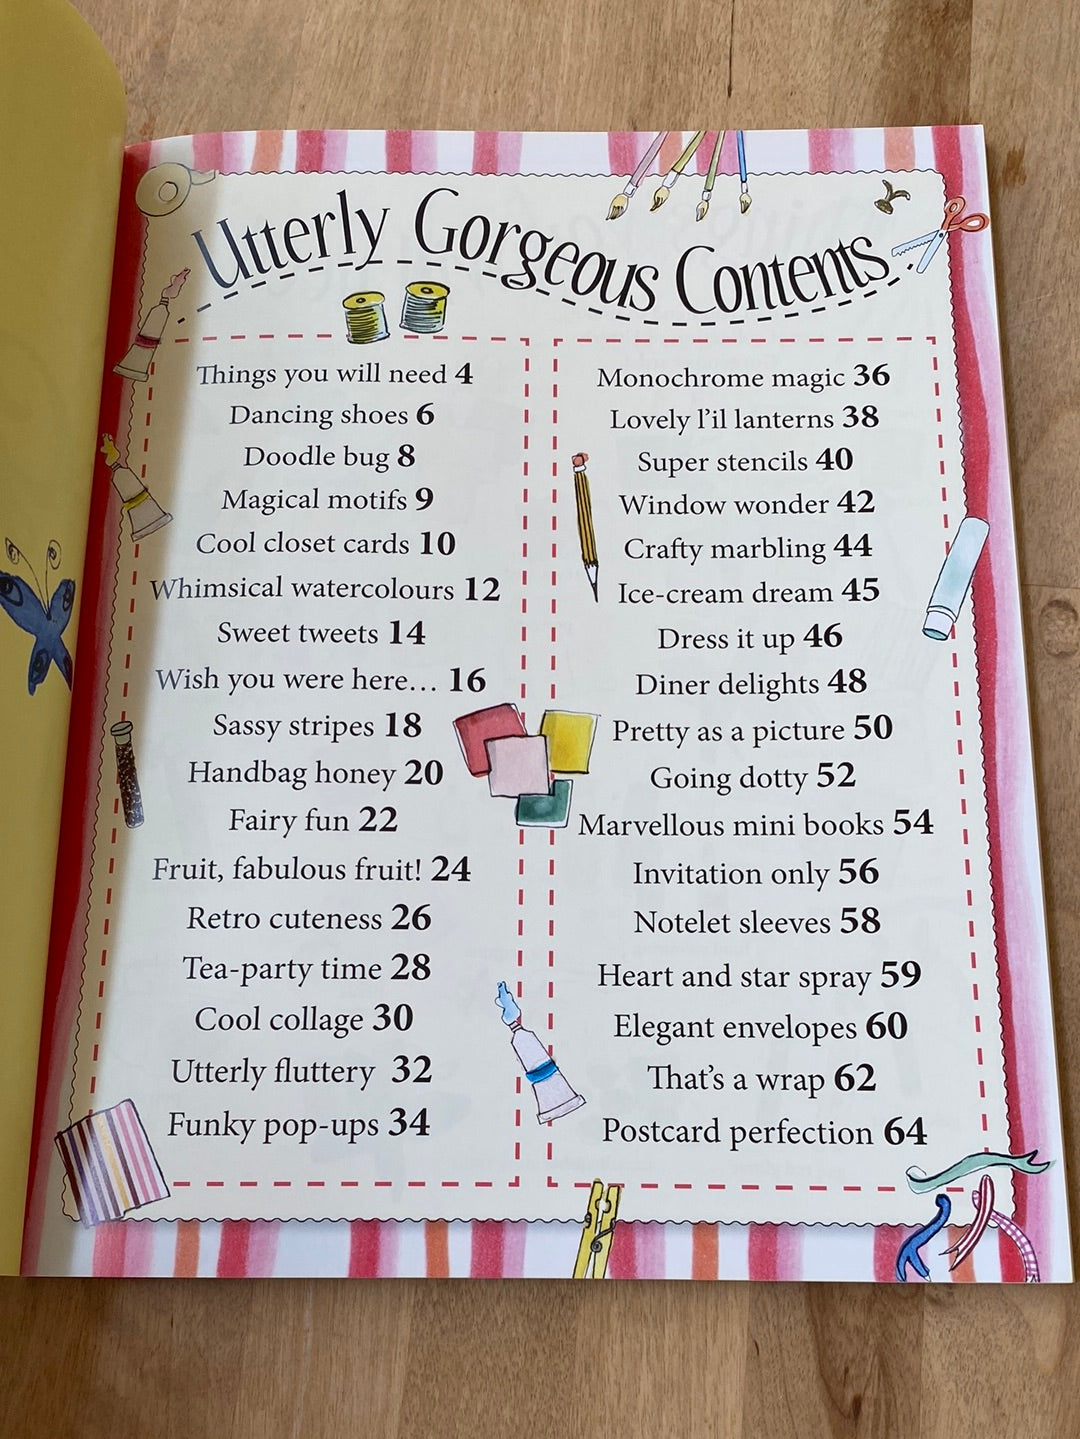 Utterly Gorgeous Contents
Things you will need 4
Dancing shoes 6
Doodle bug 8
Magical motifs 9
Cool closet cards 10
Whimsical watercolours 12
Sweet tweets 14
Wish you were here... 16
Sassy stripes 18
Handbag honey 20
Fairy fun 22
Fruit, fabulous fruit! 24
Retro cuteness 26
Tea-party time 28
Cool collage 30
Utterly fluttery 32
Funky pop-ups 34
Monochrome magic 36
Lovely l'il lanterns 38
Super stencils 40
Window wonder 42
Crafty marbling 44
Ice-cream dream 45
Dress it up 46
Diner delights 48
Pretty as a picture 50
Going dotty 52
Marvellous mini books 54
Invitation only 56
Notelet sleeves 58
Heart and star spray 59
Elegant envelopes 60
That's a wrap 62
Postcard perfection 64